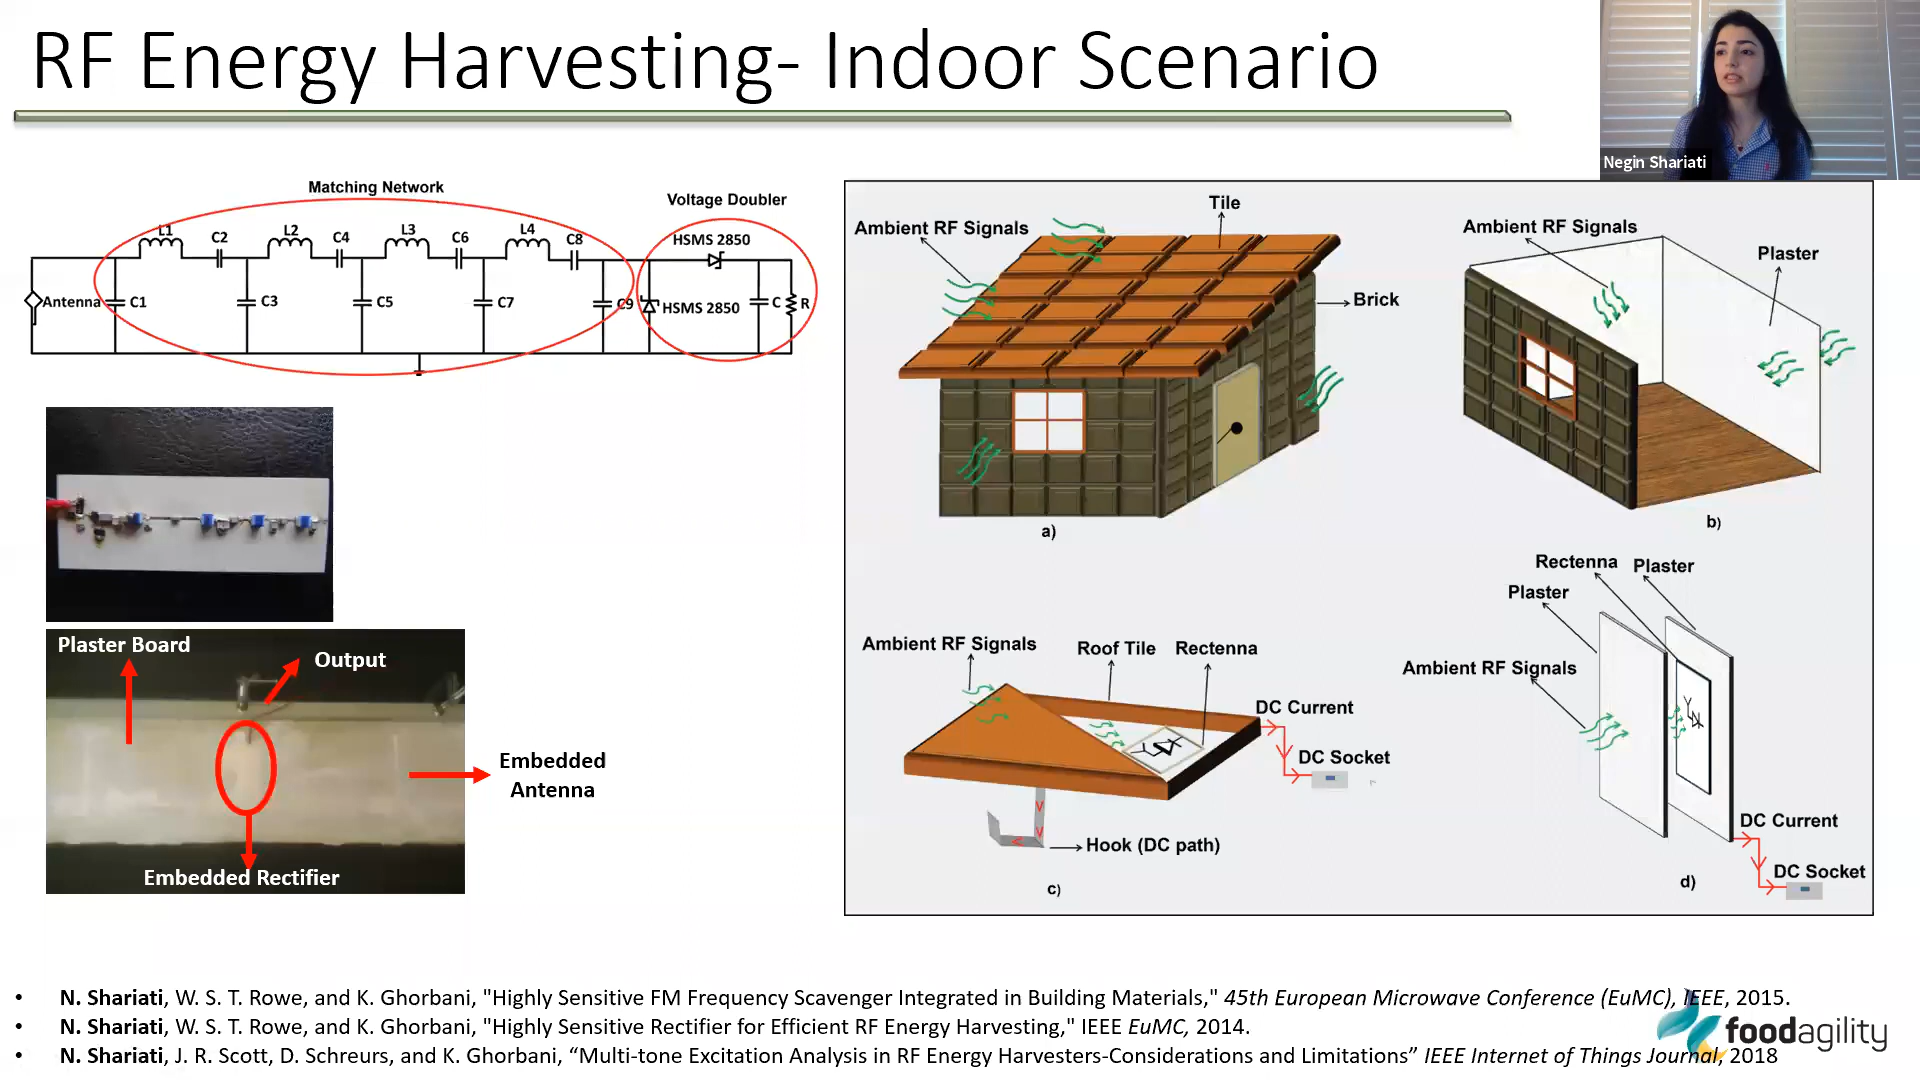 RF Energy Harvesting- Indoor Scenario
Negin Shariati
Matching Network
Voltage Doubler
L1
C2
L2
C4
L3
C6
L4
C8
HSMS 2850
Antenna
C1
C3
C5
C7
C9
HSMS 2850
C
R
Plaster Board
Output
Embedded
Antenna
Embedded Rectifier
Ambient RF Signals
Tile
Brick
a)
Ambient RF Signals
Plaster
b)
Ambient RF Signals
Roof Tile
Rectenna
DC Current
DC Socket
Hook (DC path)
c)
Rectenna
Plaster
Plaster
Ambient RF Signals
DC Current
DC Socket
d)
• N. Shariati, W. S. T. Rowe, and K. Ghorbani, "Highly Sensitive FM Frequency Scavenger Integrated in Building Materials," 45th European Microwave Conference (EuMC), IEEE, 2015.
• N. Shariati, W. S. T. Rowe, and K. Ghorbani, "Highly Sensitive Rectifier for Efficient RF Energy Harvesting," IEEE EuMC, 2014.
• N. Shariati, J. R. Scott, D. Schreurs, and K. Ghorbani, “Multi-tone Excitation Analysis in RF Energy Harvesters-Considerations and Limitations” IEEE Internet of Things Journal, 2018
foodagility